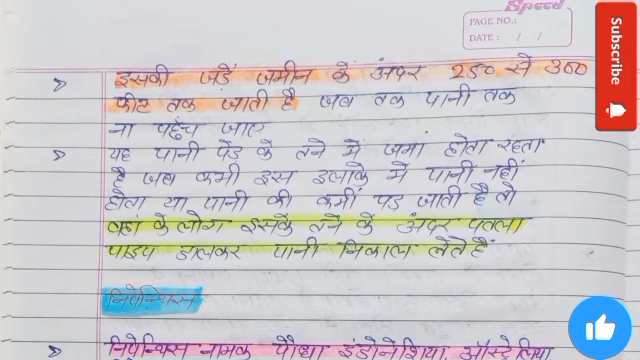 Speed
PAGE NO.:
DATE: / /
Subscribe
> इसकी जडें जमीन के अंदर 250 से 300
फीट तक जाती है जब तक पानी तक
ना पहुँच जाए
> यह पानी पेड के तने में जमा होता रहता
है जब कभी इस इलाके में पानी नहीं
होता या पानी की कमीं पड जाती है तो
वहां के लोग इसके तने के अंदर पतला
पाइप डालकर पानी निकाल लेते हैं
निपेन्थिस
> निपेन्थिस नामक पौधा इंडोनेशिया, ऑस्ट्रेलिया